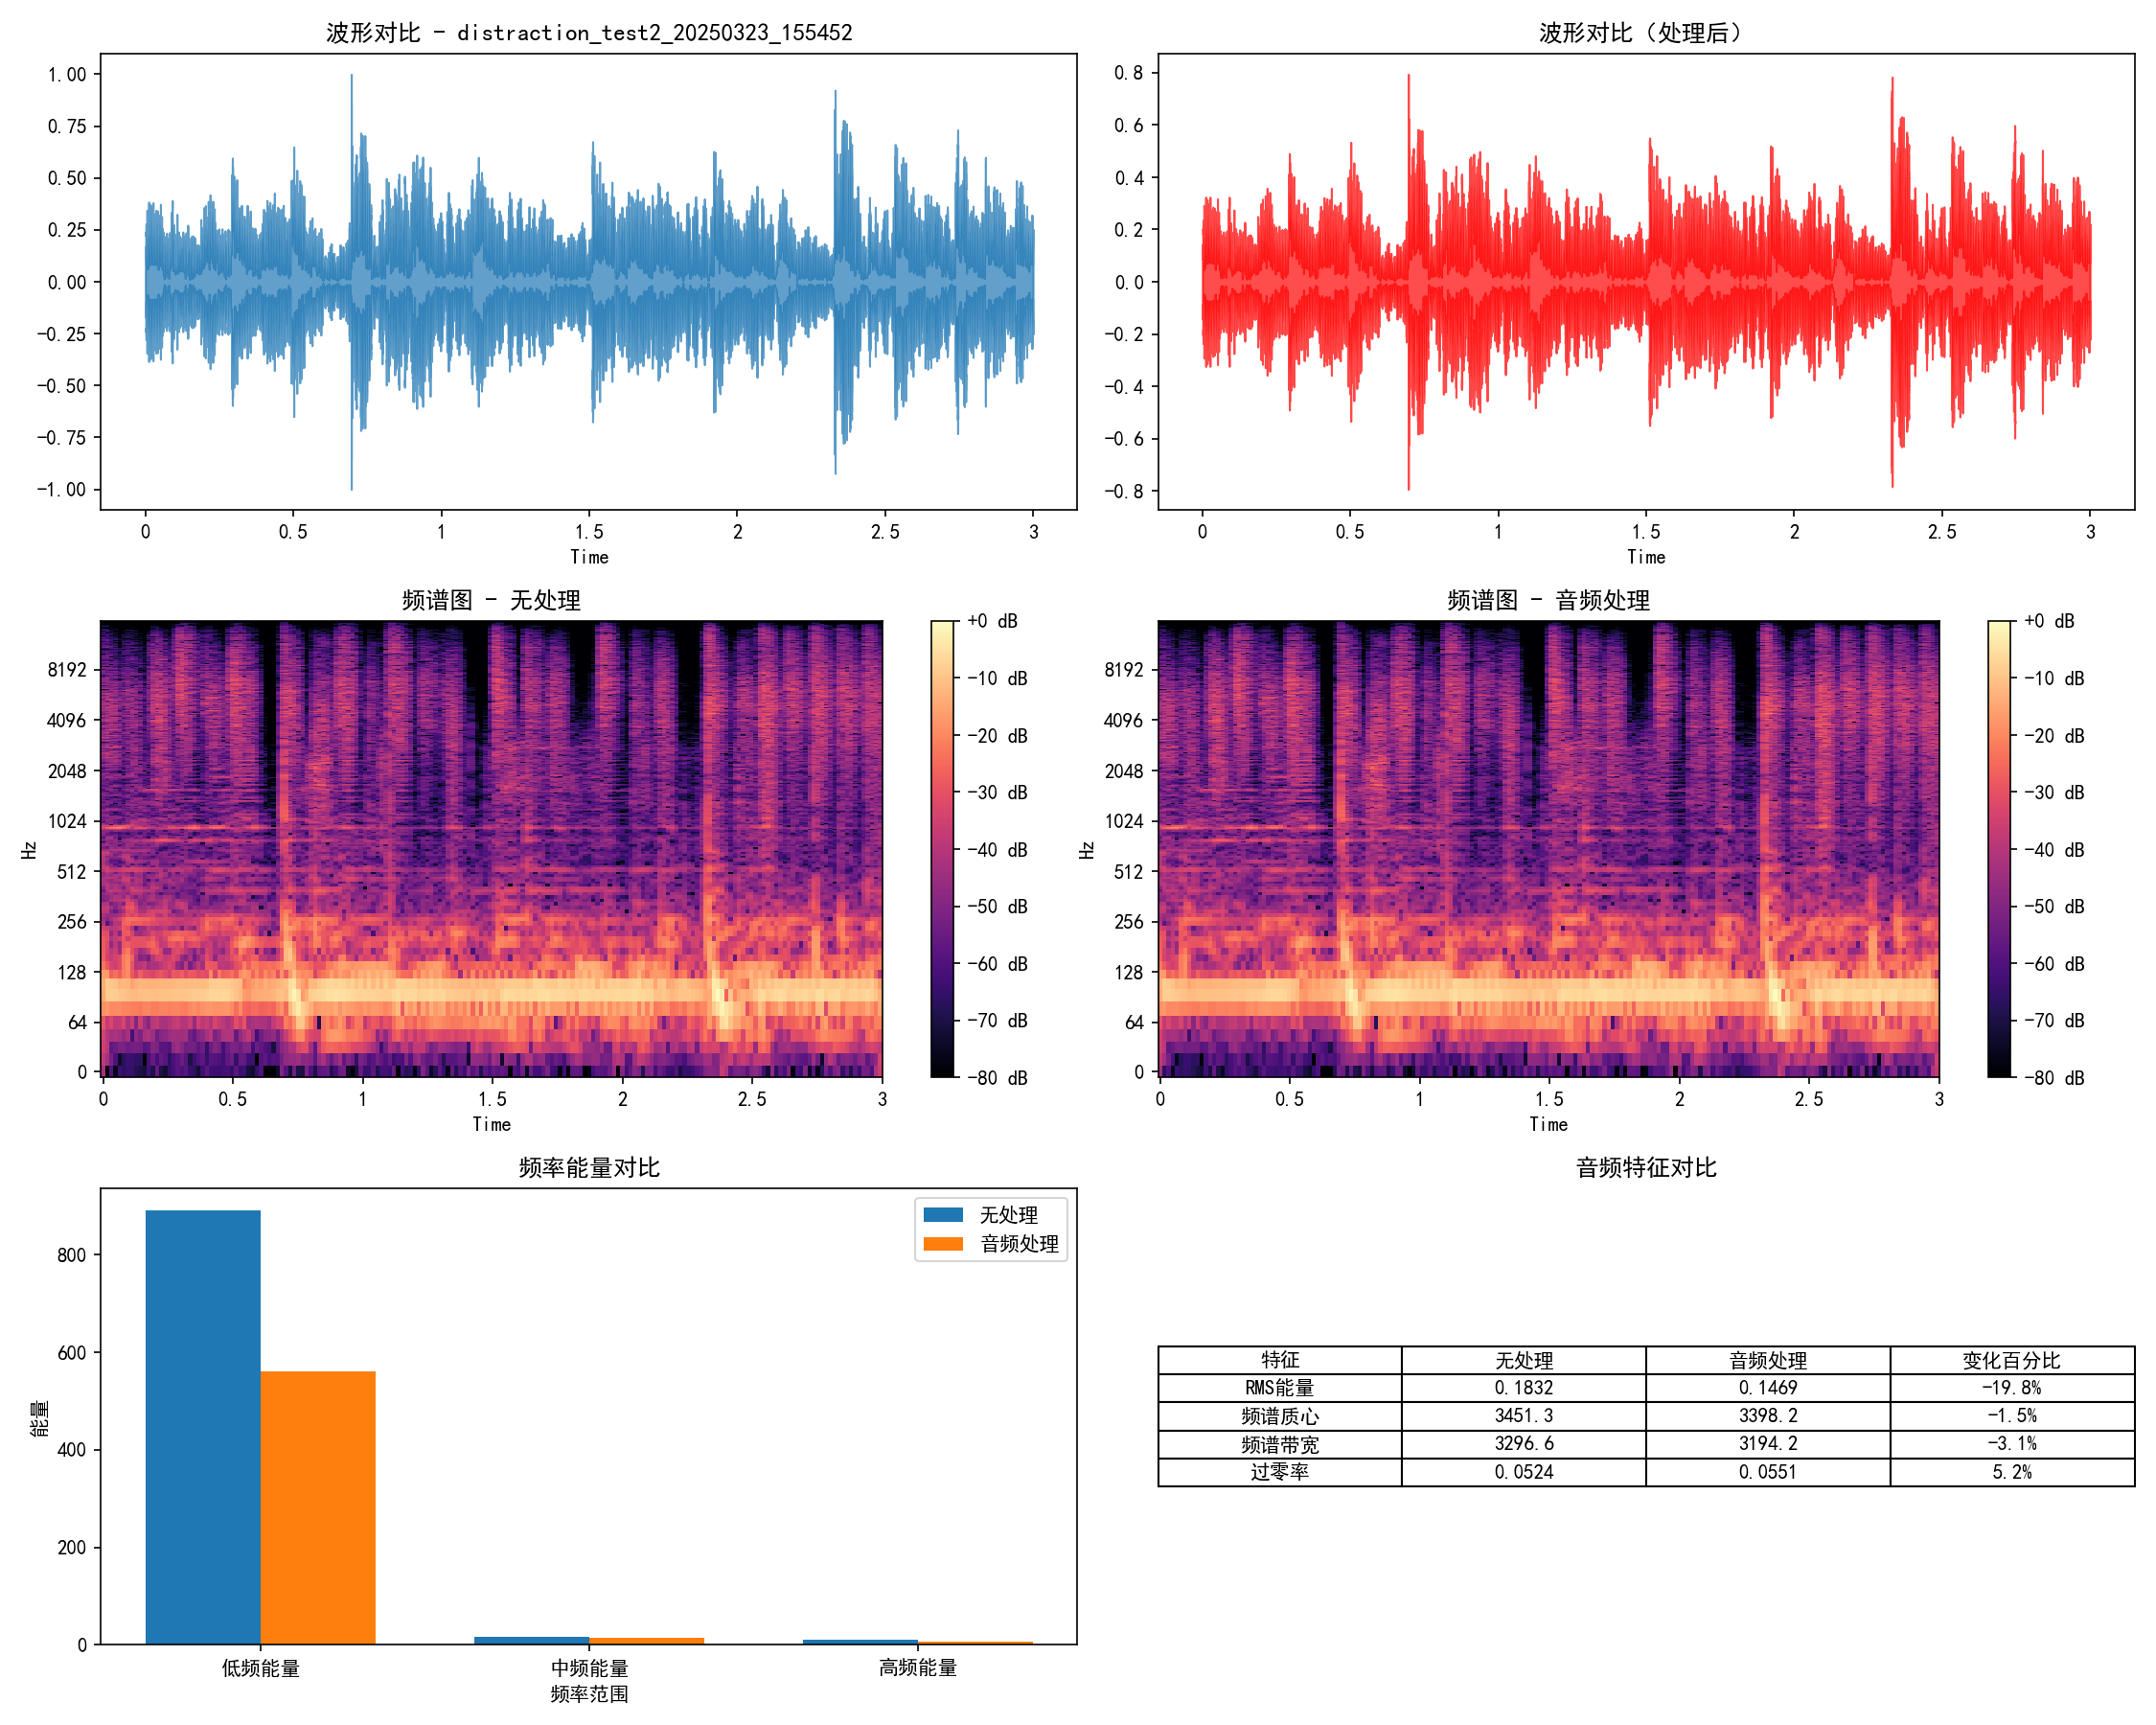 波形对比 - distraction_test2_20250323_155452
1.00
0.75
0.50
0.25
0.00
-0.25
-0.50
-0.75
-1.00
0 0.5 1 1.5 2 2.5 3
Time
波形对比（处理后）
0.8
0.6
0.4
0.2
0.0
-0.2
-0.4
-0.6
-0.8
0 0.5 1 1.5 2 2.5 3
Time
频谱图 - 无处理
Hz
8192
4096
2048
1024
512
256
128
64
0
0 0.5 1 1.5 2 2.5 3
Time
+0 dB
-10 dB
-20 dB
-30 dB
-40 dB
-50 dB
-60 dB
-70 dB
-80 dB
频谱图 - 音频处理
Hz
8192
4096
2048
1024
512
256
128
64
0
0 0.5 1 1.5 2 2.5 3
Time
+0 dB
-10 dB
-20 dB
-30 dB
-40 dB
-50 dB
-60 dB
-70 dB
-80 dB
频率能量对比
能量
800
600
400
200
0
无处理
音频处理
低频能量 中频能量 高频能量
频率范围
音频特征对比
特征 无处理 音频处理 变化百分比
RMS能量 0.1832 0.1469 -19.8%
频谱质心 3451.3 3398.2 -1.5%
频谱带宽 3296.6 3194.2 -3.1%
过零率 0.0524 0.0551 5.2%